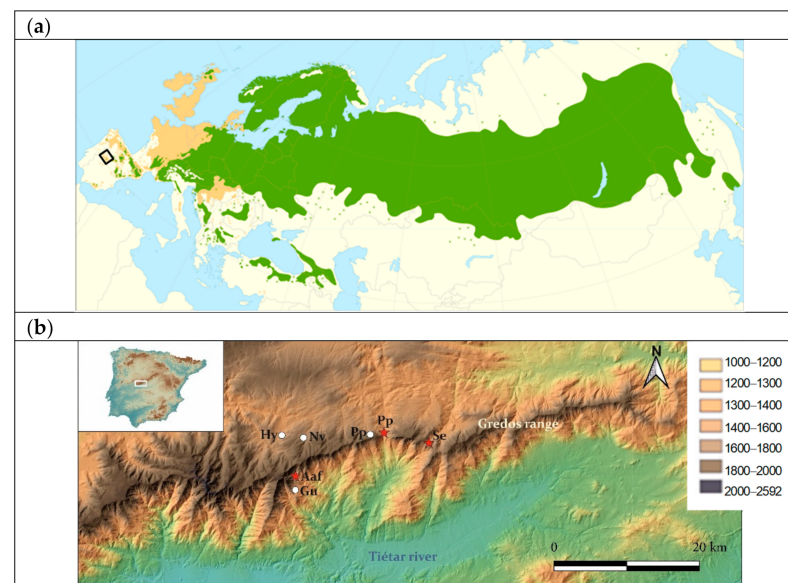 (a)
(b)
N
1000–1200
1200–1300
1300–1400
1400–1600
1600–1800
1800–2000
2000–2592
Gredos range
Pp
Hy Nv Pp Se
Aaf
Gu
Tiétar river
0 20 km